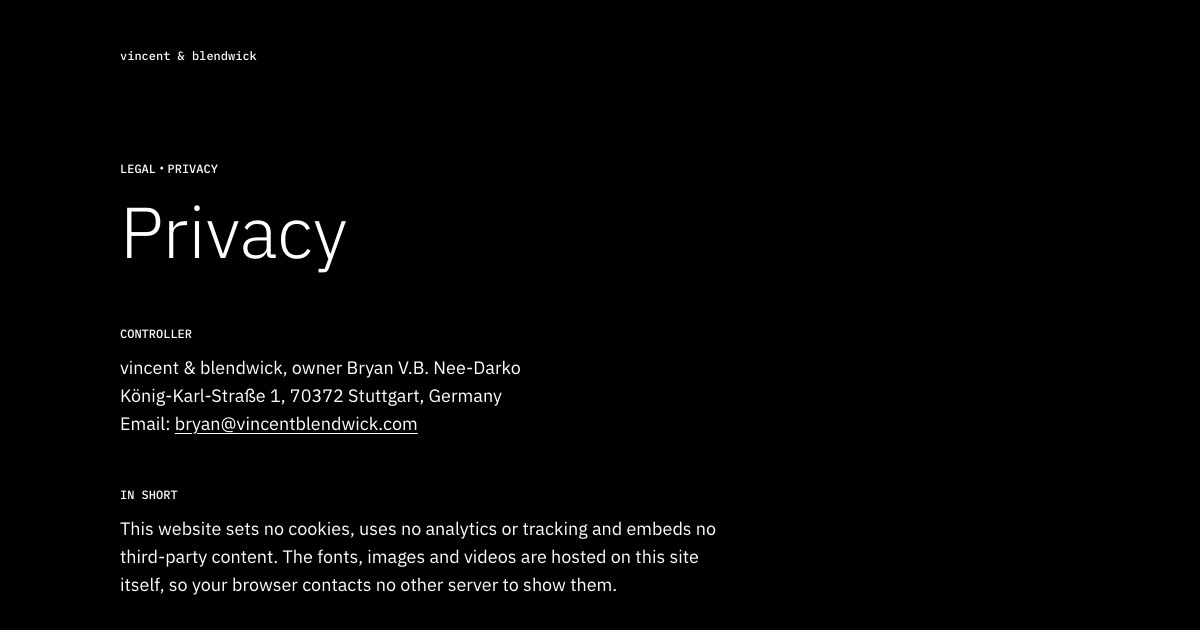 vincent & blendwick
LEGAL • PRIVACY
Privacy
CONTROLLER
vincent & blendwick, owner Bryan V.B. Nee-Darko
König-Karl-Straße 1, 70372 Stuttgart, Germany
Email: bryan@vincentblendwick.com
IN SHORT
This website sets no cookies, uses no analytics or tracking and embeds no
third-party content. The fonts, images and videos are hosted on this site
itself, so your browser contacts no other server to show them.